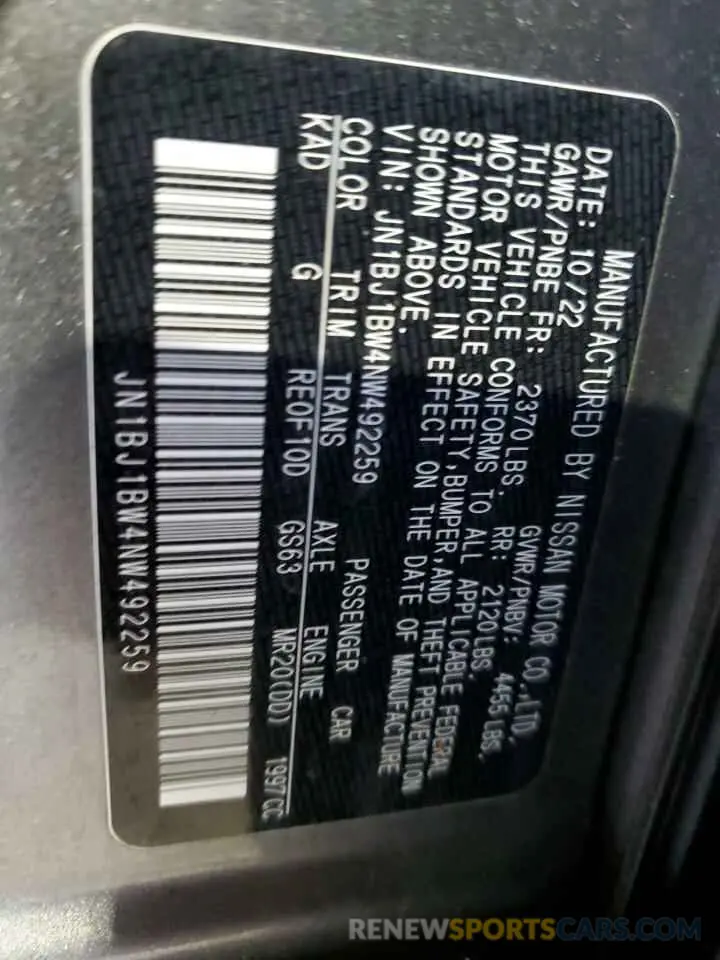 MANUFACTURED BY NISSAN MOTOR CO.,LTD.
DATE: 10/22 GVWR/PNBV: 4455 LBS.
GAWR/PNBE FR: 2370 LBS. RR: 2120 LBS.
THIS VEHICLE CONFORMS TO ALL APPLICABLE FEDERAL
MOTOR VEHICLE SAFETY,BUMPER,AND THEFT PREVENTION
STANDARDS IN EFFECT ON THE DATE OF MANUFACTURE
SHOWN ABOVE.
VIN: JN1BJ1BW4NW492259 PASSENGER CAR
COLOR TRIM TRANS AXLE ENGINE
KAD G RE0F10D GS63 MR20(DD) 1997CC
JN1BJ1BW4NW492259
RENEWSPORTSCARS.COM